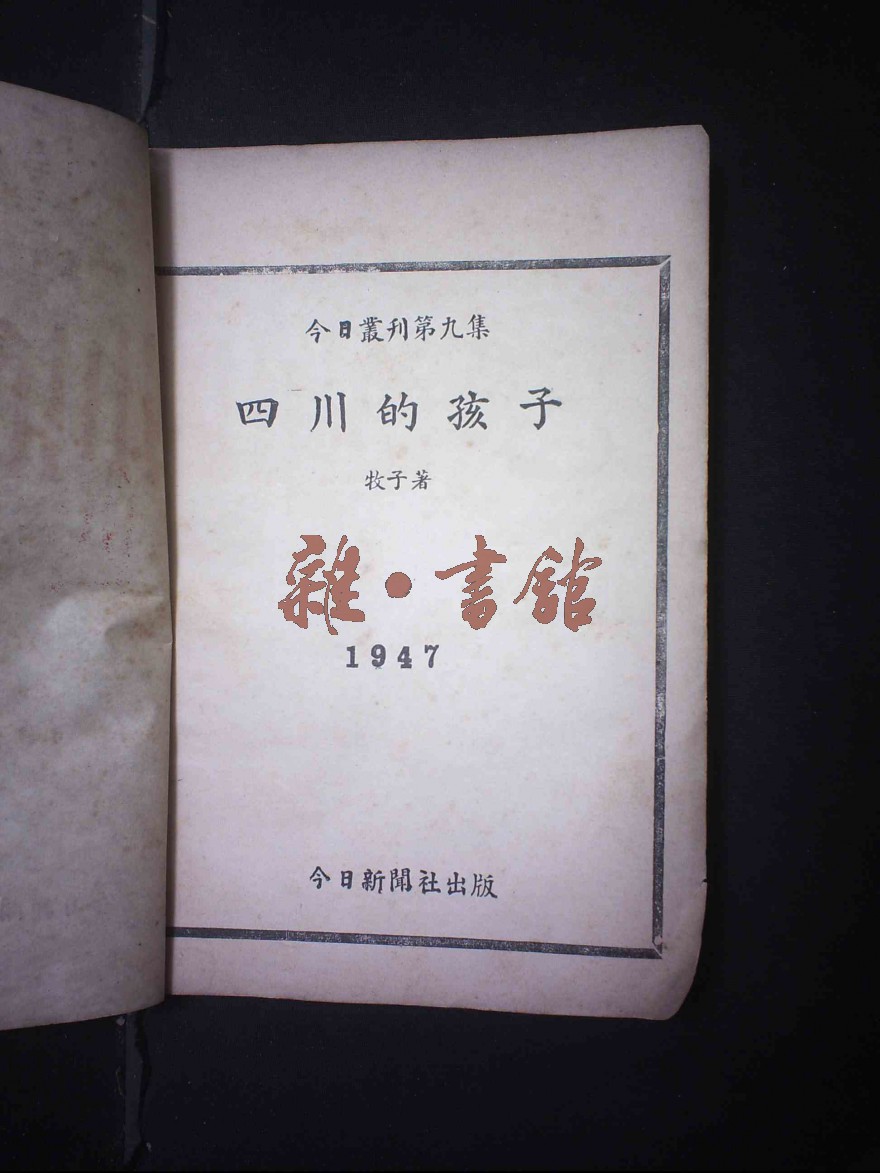 今日叢刊第九集
四川的孩子
牧子著
雜·書館
1947
今日新聞社出版